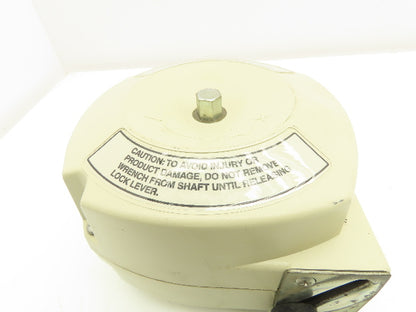 CAUTION: TO AVOID INJURY OR
PRODUCT DAMAGE, DO NOT REMOVE
WRENCH FROM SHAFT UNTIL RELEASING
LOCK LEVER.